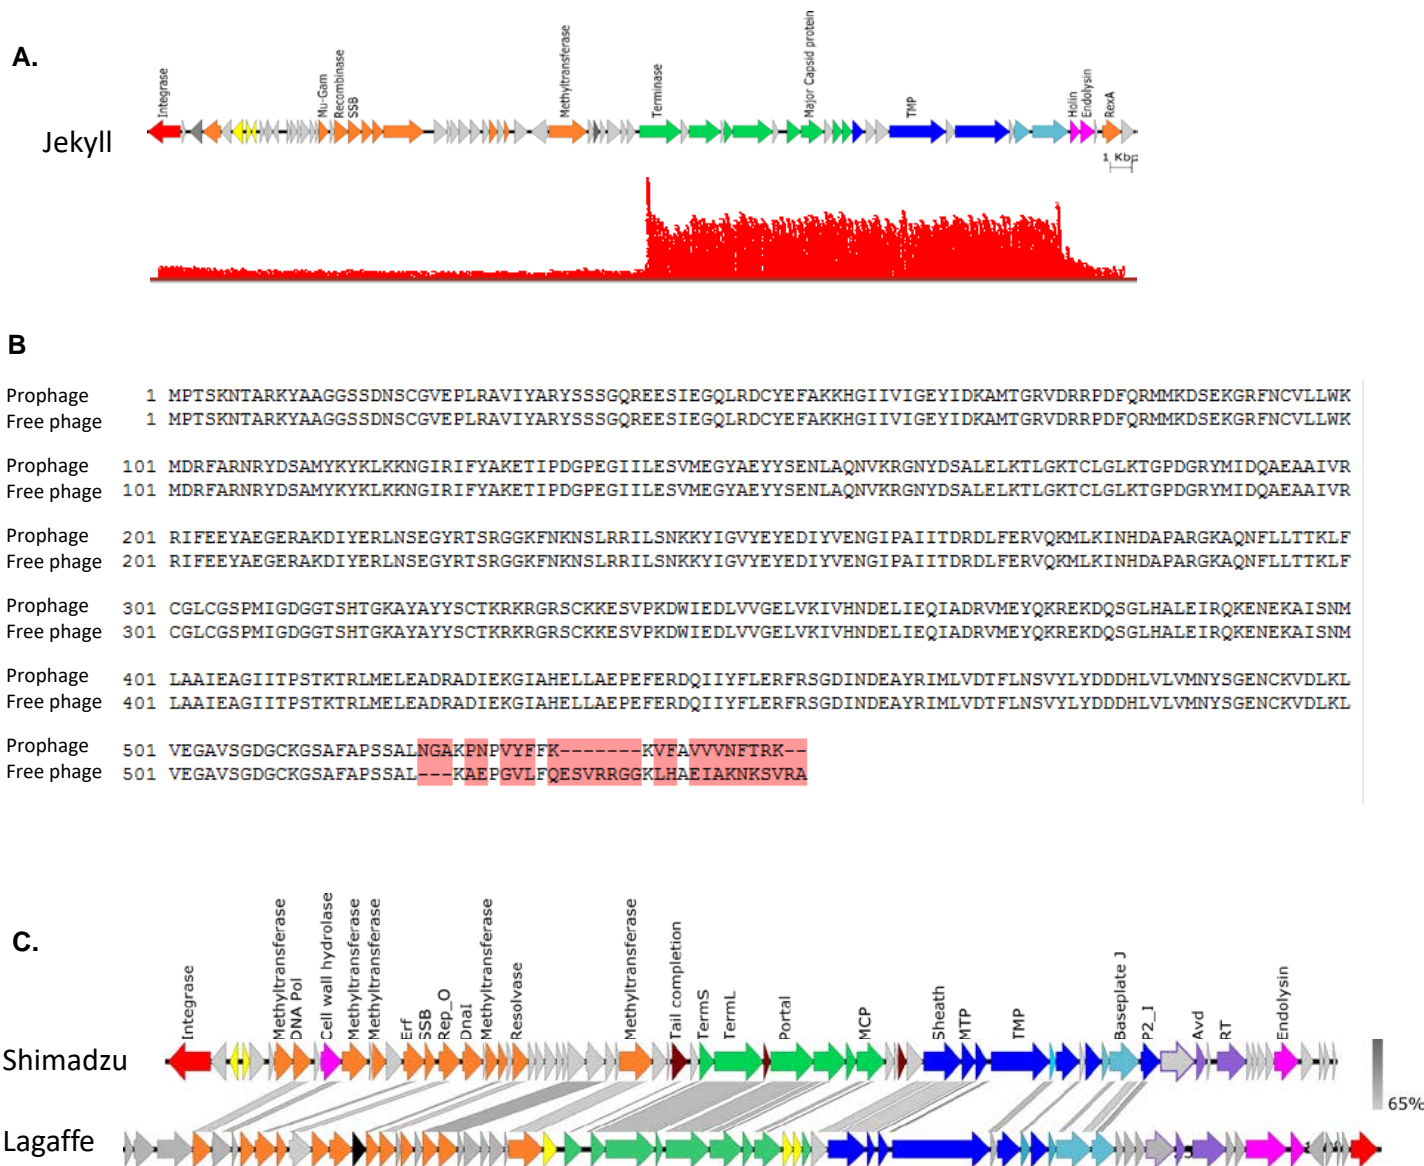 A.
Integrase
Mu-Gam
Recombinase
SSB
Methyltransferase
Terminase
Major Capsid protein
TMP
Holin
Endolysin
RexA
Jekyll
1 Kbp
B
Prophage 1 MPTSKNTARKYAAGGSSDNSCGVEPLRAVIYARYSSSGQREESIEGQLRDCYEFAKKHGIIVIGEYIDKAMTGRVDRRPDFQRMMKDSEKGRFNCVLLWK
Free phage 1 MPTSKNTARKYAAGGSSDNSCGVEPLRAVIYARYSSSGQREESIEGQLRDCYEFAKKHGIIVIGEYIDKAMTGRVDRRPDFQRMMKDSEKGRFNCVLLWK
Prophage 101 MDRFARNRYDSAMYKYKLKKNGIRIFYAKETIPDGPEGIILESVMEGYAEYYSENLAQNVKRGNYDSALELKTLGKTCLGLKTGPDGRYMIDQAEAAIVR
Free phage 101 MDRFARNRYDSAMYKYKLKKNGIRIFYAKETIPDGPEGIILESVMEGYAEYYSENLAQNVKRGNYDSALELKTLGKTCLGLKTGPDGRYMIDQAEAAIVR
Prophage 201 RIFEEYAEGERAKDIYERLNSEGYRTSRGGKFNKNSLRRILSNKKYIGVYEYEDIYVENGIPAIITDRDLFERVQKMLKINHDAPARGKAQNFLLTTKLF
Free phage 201 RIFEEYAEGERAKDIYERLNSEGYRTSRGGKFNKNSLRRILSNKKYIGVYEYEDIYVENGIPAIITDRDLFERVQKMLKINHDAPARGKAQNFLLTTKLF
Prophage 301 CGLCGSPMIGDGGTSHTGKAYAYYSCTKRKRGRSCKKESVPKDWIEDLVVGELVKIVHNDELIEQIADRVMEYQKREKDQSGLHALEIRQKENEKAISNM
Free phage 301 CGLCGSPMIGDGGTSHTGKAYAYYSCTKRKRGRSCKKESVPKDWIEDLVVGELVKIVHNDELIEQIADRVMEYQKREKDQSGLHALEIRQKENEKAISNM
Prophage 401 LAAIEAGIITPSTKTRLMELEADRADIEKGIAHELLAEPEFERDQIIYFLERFRSGDINDEAYRIMLVDTFLNSVYLYDDDHLVLVMNYSGENCKVDLKL
Free phage 401 LAAIEAGIITPSTKTRLMELEADRADIEKGIAHELLAEPEFERDQIIYFLERFRSGDINDEAYRIMLVDTFLNSVYLYDDDHLVLVMNYSGENCKVDLKL
Prophage 501 VEGAVSGDGCKGSAFAPSSALNGAKPNPVYFFK-------KVFAVVVNFTRK--
Free phage 501 VEGAVSGDGCKGSAFAPSSAL---KAEPGVLFQESVRRGGKLHAEIAKNKSVRA
C.
Integrase
Methyltransferase
DNA Pol
Cell wall hydrolase
Methyltransferase
Methyltransferase
Erf
SSB
Rep_O
DnaI
Methyltransferase
Resolvase
Methyltransferase
Tail completion
TermS
TermL
Portal
MCP
Sheath
MTP
TMP
Baseplate J
P2_I
Avd
RT
Endolysin
Shimadzu
65%
Lagaffe